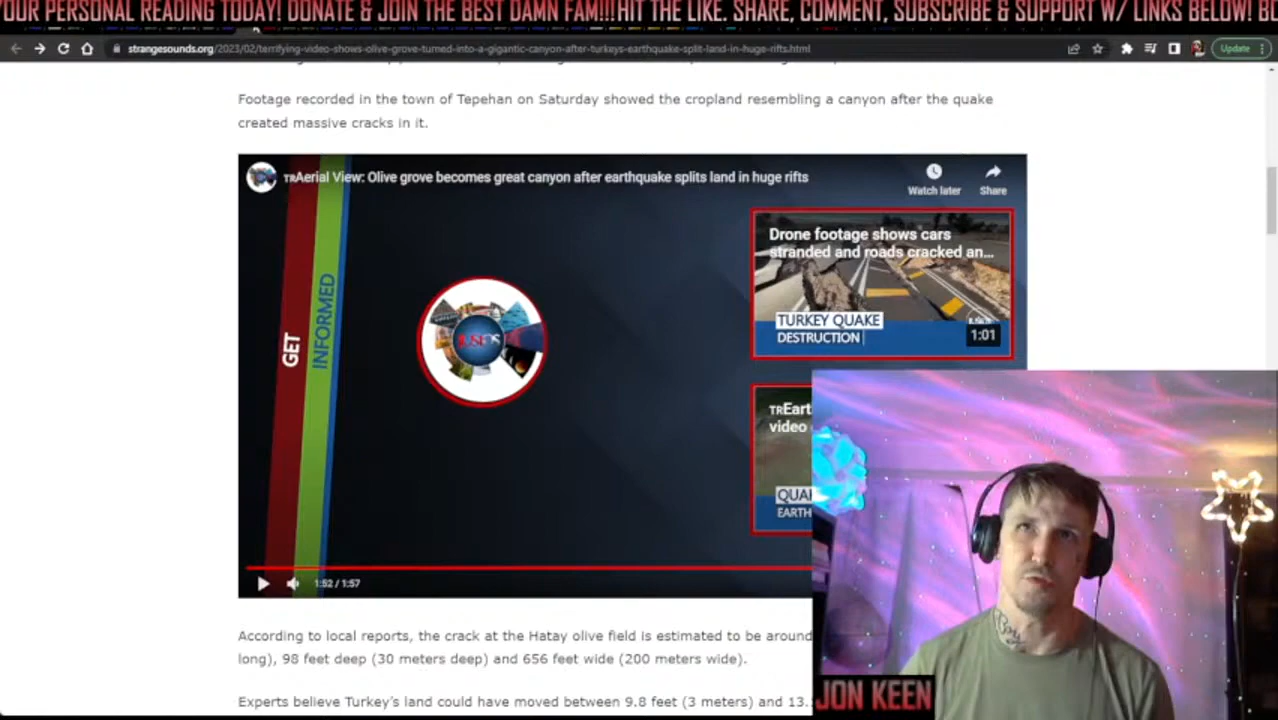 OUR PERSONAL READING TODAY! DONATE & JOIN THE BEST DAMN FAM!!!HIT THE LIKE. SHARE, COMMENT, SUBSCRIBE & SUPPORT W/ LINKS BELOW!
strangesounds.org/2023/02/terrifying-video-shows-olive-grove-turned-into-a-gigantic-canyon-after-turkeys-earthquake-split-land-in-huge-rifts.html
Update
Footage recorded in the town of Tepehan on Saturday showed the cropland resembling a canyon after the quake
created massive cracks in it.
TRAerial View: Olive grove becomes great canyon after earthquake splits land in huge rifts
Watch later
Share
GET
INFORMED
Drone footage shows cars
stranded and roads cracked an...
TURKEY QUAKE
DESTRUCTION
1:01
TREart
video
QUA
EARTH
1:52 / 1:57
According to local reports, the crack at the Hatay olive field is estimated to be around
long), 98 feet deep (30 meters deep) and 656 feet wide (200 meters wide).
Experts believe Turkey's land could have moved between 9.8 feet (3 meters) and 13.
JON KEEN